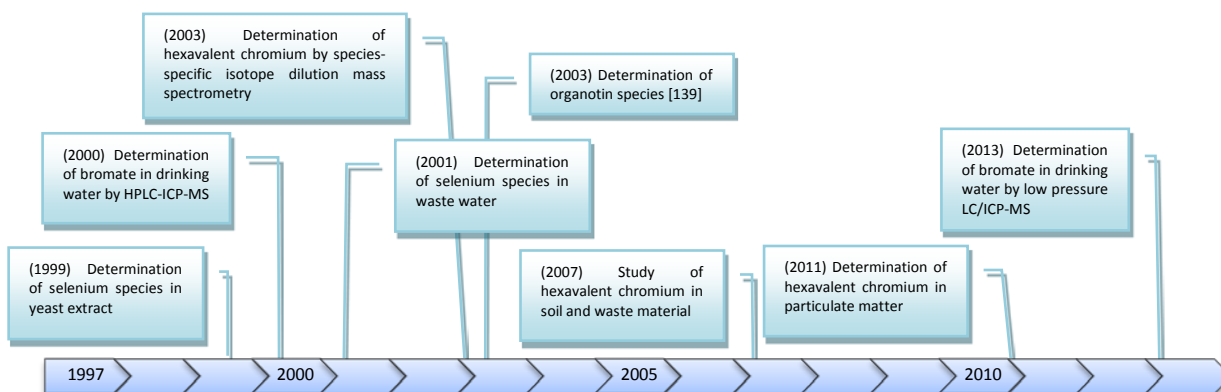 (2003) Determination of
hexavalent chromium by species-
specific isotope dilution mass
spectrometry
(2003) Determination of
organotin species [139]
(2000) Determination
of bromate in drinking
water by HPLC-ICP-MS
(2001) Determination
of selenium species in
waste water
(2013) Determination
of bromate in drinking
water by low pressure
LC/ICP-MS
(1999) Determination
of selenium species in
yeast extract
(2007) Study of
hexavalent chromium in
soil and waste material
(2011) Determination of
hexavalent chromium in
particulate matter
1997 2000 2005 2010